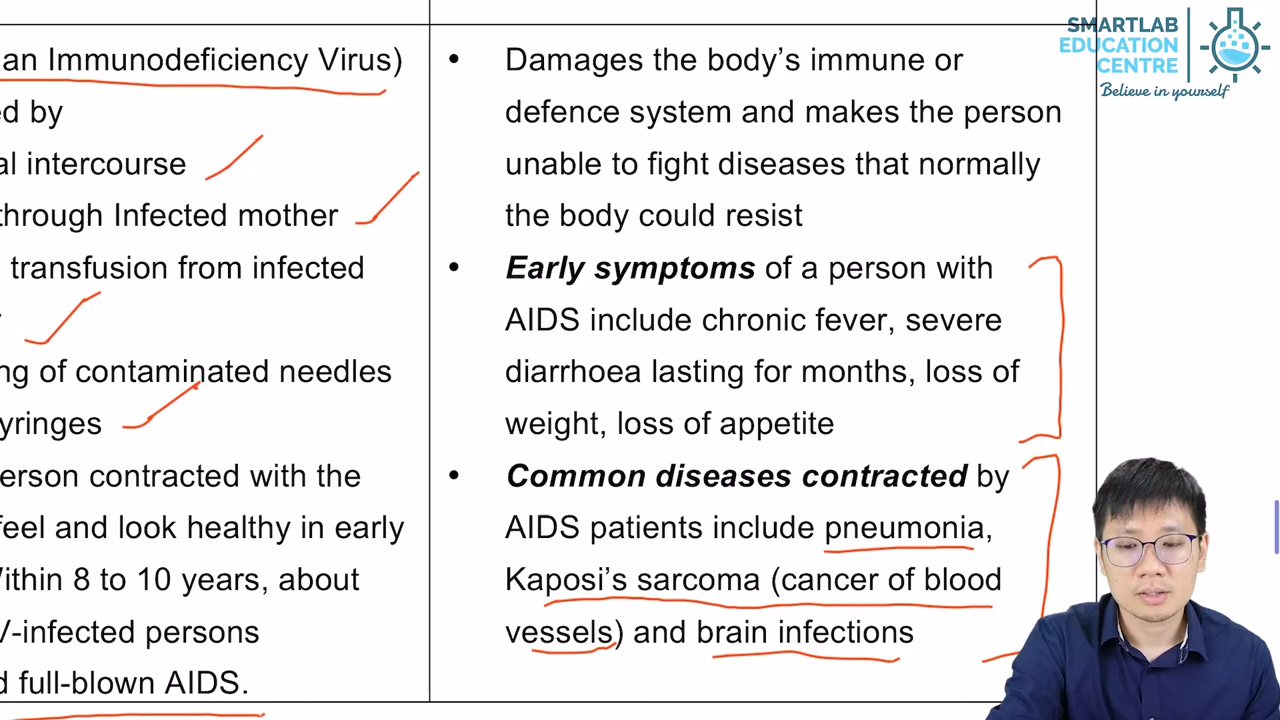 an Immunodeficiency Virus)
ed by
al intercourse
through Infected mother
transfusion from infected
ng of contaminated needles
yringes
erson contracted with the
feel and look healthy in early
ithin 8 to 10 years, about
V-infected persons
d full-blown AIDS.
• Damages the body's immune or
defence system and makes the person
unable to fight diseases that normally
the body could resist
• Early symptoms of a person with
AIDS include chronic fever, severe
diarrhoea lasting for months, loss of
weight, loss of appetite
• Common diseases contracted by
AIDS patients include pneumonia,
Kaposi's sarcoma (cancer of blood
vessels) and brain infections
SMARTLAB
EDUCATION
CENTRE
Believe in yourself